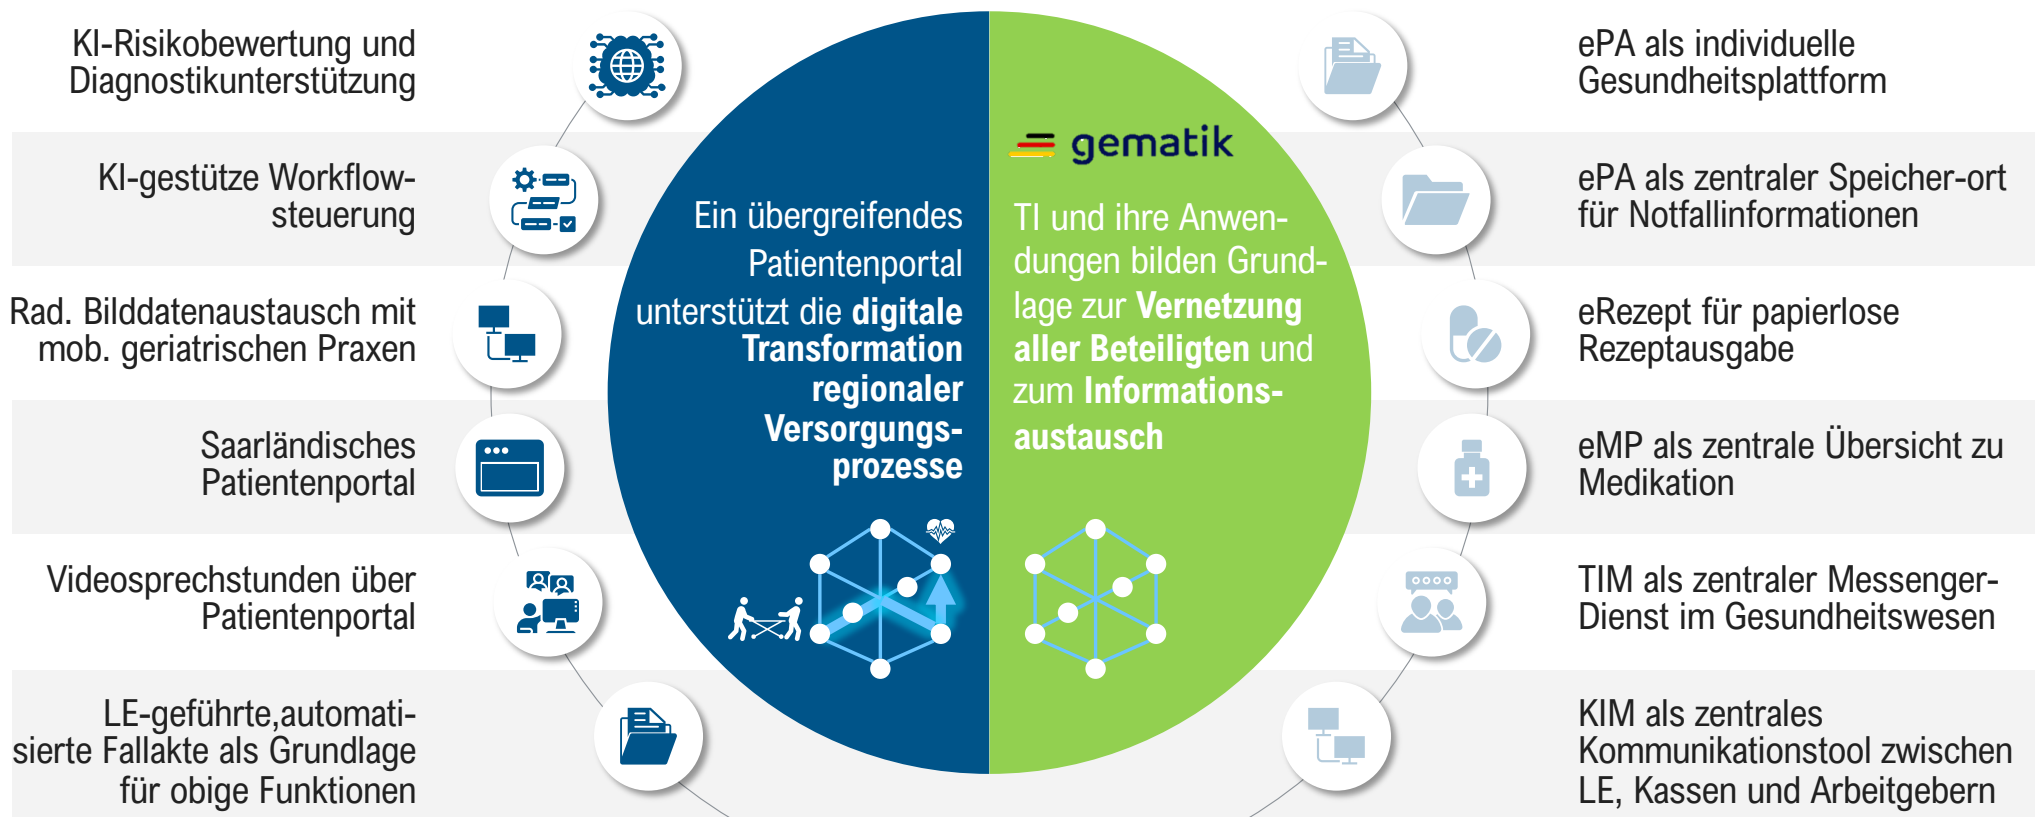 KI-Risikobewertung und
Diagnostikunterstützung
KI-gestütze Workflow-
steuerung
Rad. Bilddatenaustausch mit
mob. geriatrischen Praxen
Saarländisches
Patientenportal
Videosprechstunden über
Patientenportal
LE-geführte,automati-
sierte Fallakte als Grundlage
für obige Funktionen
Ein übergreifendes
Patientenportal
unterstützt die digitale
Transformation
regionaler
Versorgungs-
prozesse
gematik
TI und ihre Anwen-
dungen bilden Grund-
lage zur Vernetzung
aller Beteiligten und
zum Informations-
austausch
ePA als individuelle
Gesundheitsplattform
ePA als zentraler Speicher-ort
für Notfallinformationen
eRezept für papierlose
Rezeptausgabe
eMP als zentrale Übersicht zu
Medikation
TIM als zentraler Messenger-
Dienst im Gesundheitswesen
KIM als zentrales
Kommunikationstool zwischen
LE, Kassen und Arbeitgebern